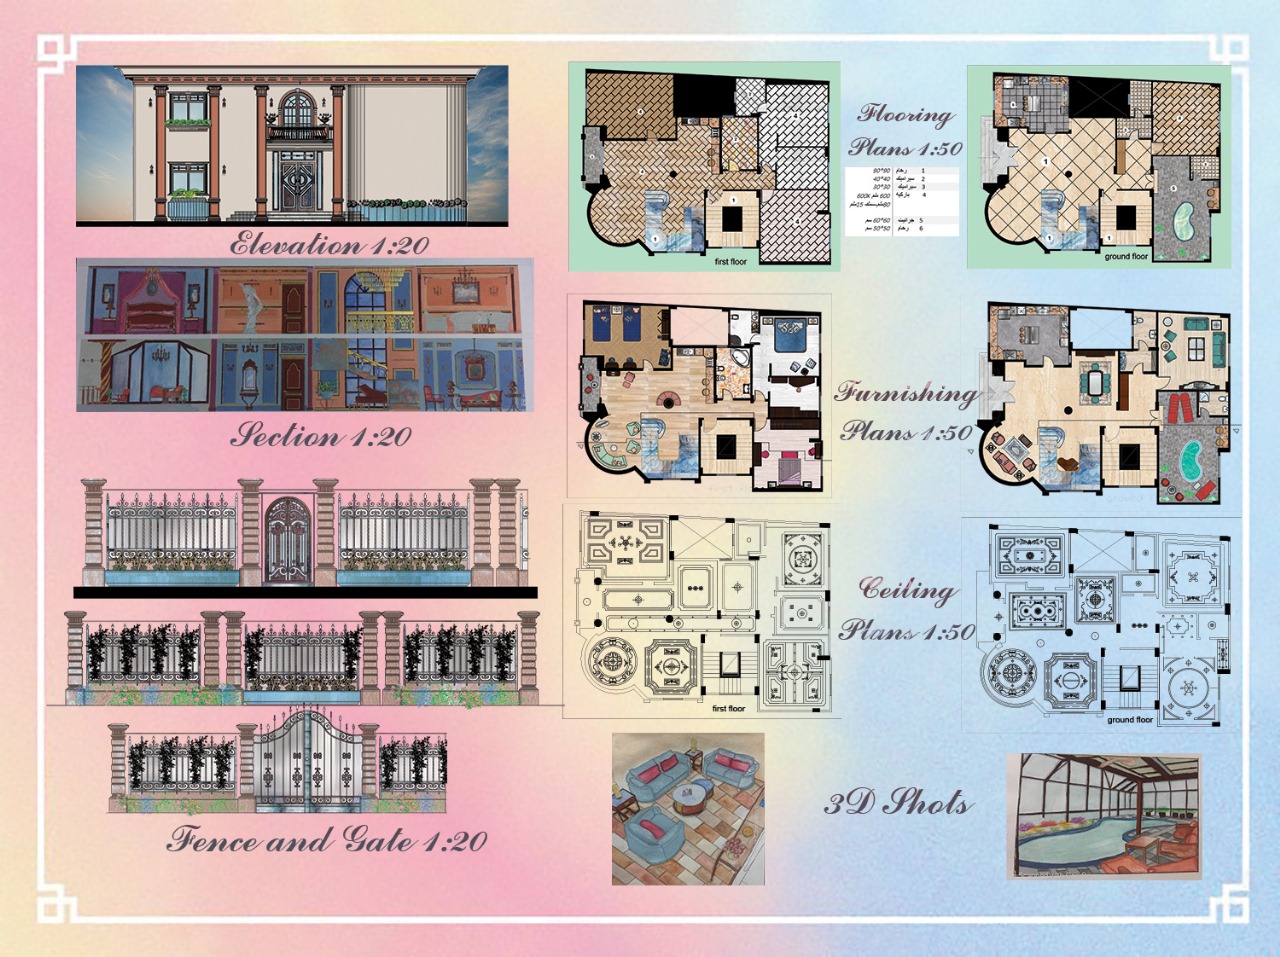 Elevation 1:20
Section 1:20
Fence and Gate 1:20
first floor
Flooring
Plans 1:50
80*80 رخام 1
40*40 سيراميك 2
30*30 سيراميك 3
باركيه 4
60*60 سم جرانيت 5
50*50 سم رخام 6
ground floor
Furnishing
Plans 1:50
Ceiling
Plans 1:50
first floor
ground floor
3D Shots